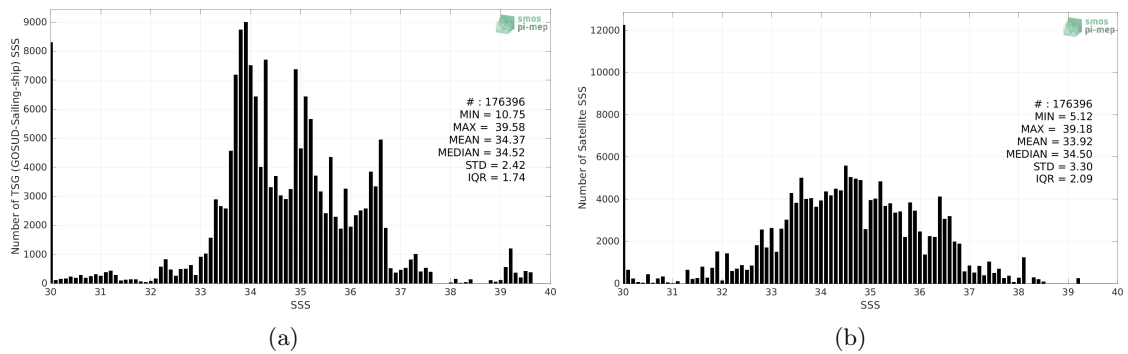 9000
8000
7000
6000
5000
4000
3000
2000
1000
0
Number of TSG (GOSUD-Sailing-ship) SSS
smos
pi-mep
# : 176396
MIN = 10.75
MAX = 39.58
MEAN = 34.37
MEDIAN = 34.52
STD = 2.42
IQR = 1.74
30 31 32 33 34 35 36 37 38 39 40
SSS
(a)
12000
10000
8000
6000
4000
2000
0
Number of Satellite SSS
smos
pi-mep
# : 176396
MIN = 5.12
MAX = 39.18
MEAN = 33.92
MEDIAN = 34.50
STD = 3.30
IQR = 2.09
30 31 32 33 34 35 36 37 38 39 40
SSS
(b)